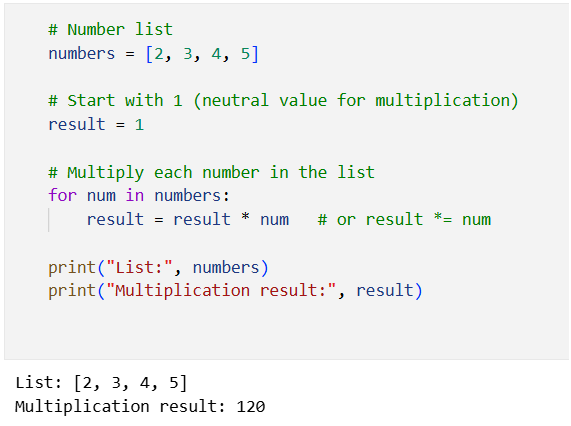 # Number list
numbers = [2, 3, 4, 5]
# Start with 1 (neutral value for multiplication)
result = 1
# Multiply each number in the list
for num in numbers:
    result = result * num   # or result *= num
print("List:", numbers)
print("Multiplication result:", result)
List: [2, 3, 4, 5]
Multiplication result: 120